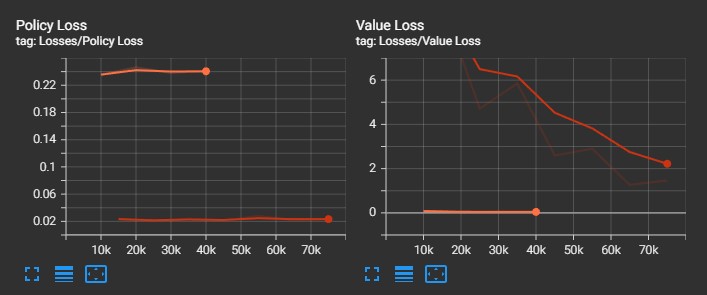 Policy Loss
tag: Losses/Policy Loss
0.22
0.18
0.14
0.1
0.06
0.02
10k 20k 30k 40k 50k 60k 70k
Value Loss
tag: Losses/Value Loss
6
4
2
0
10k 20k 30k 40k 50k 60k 70k